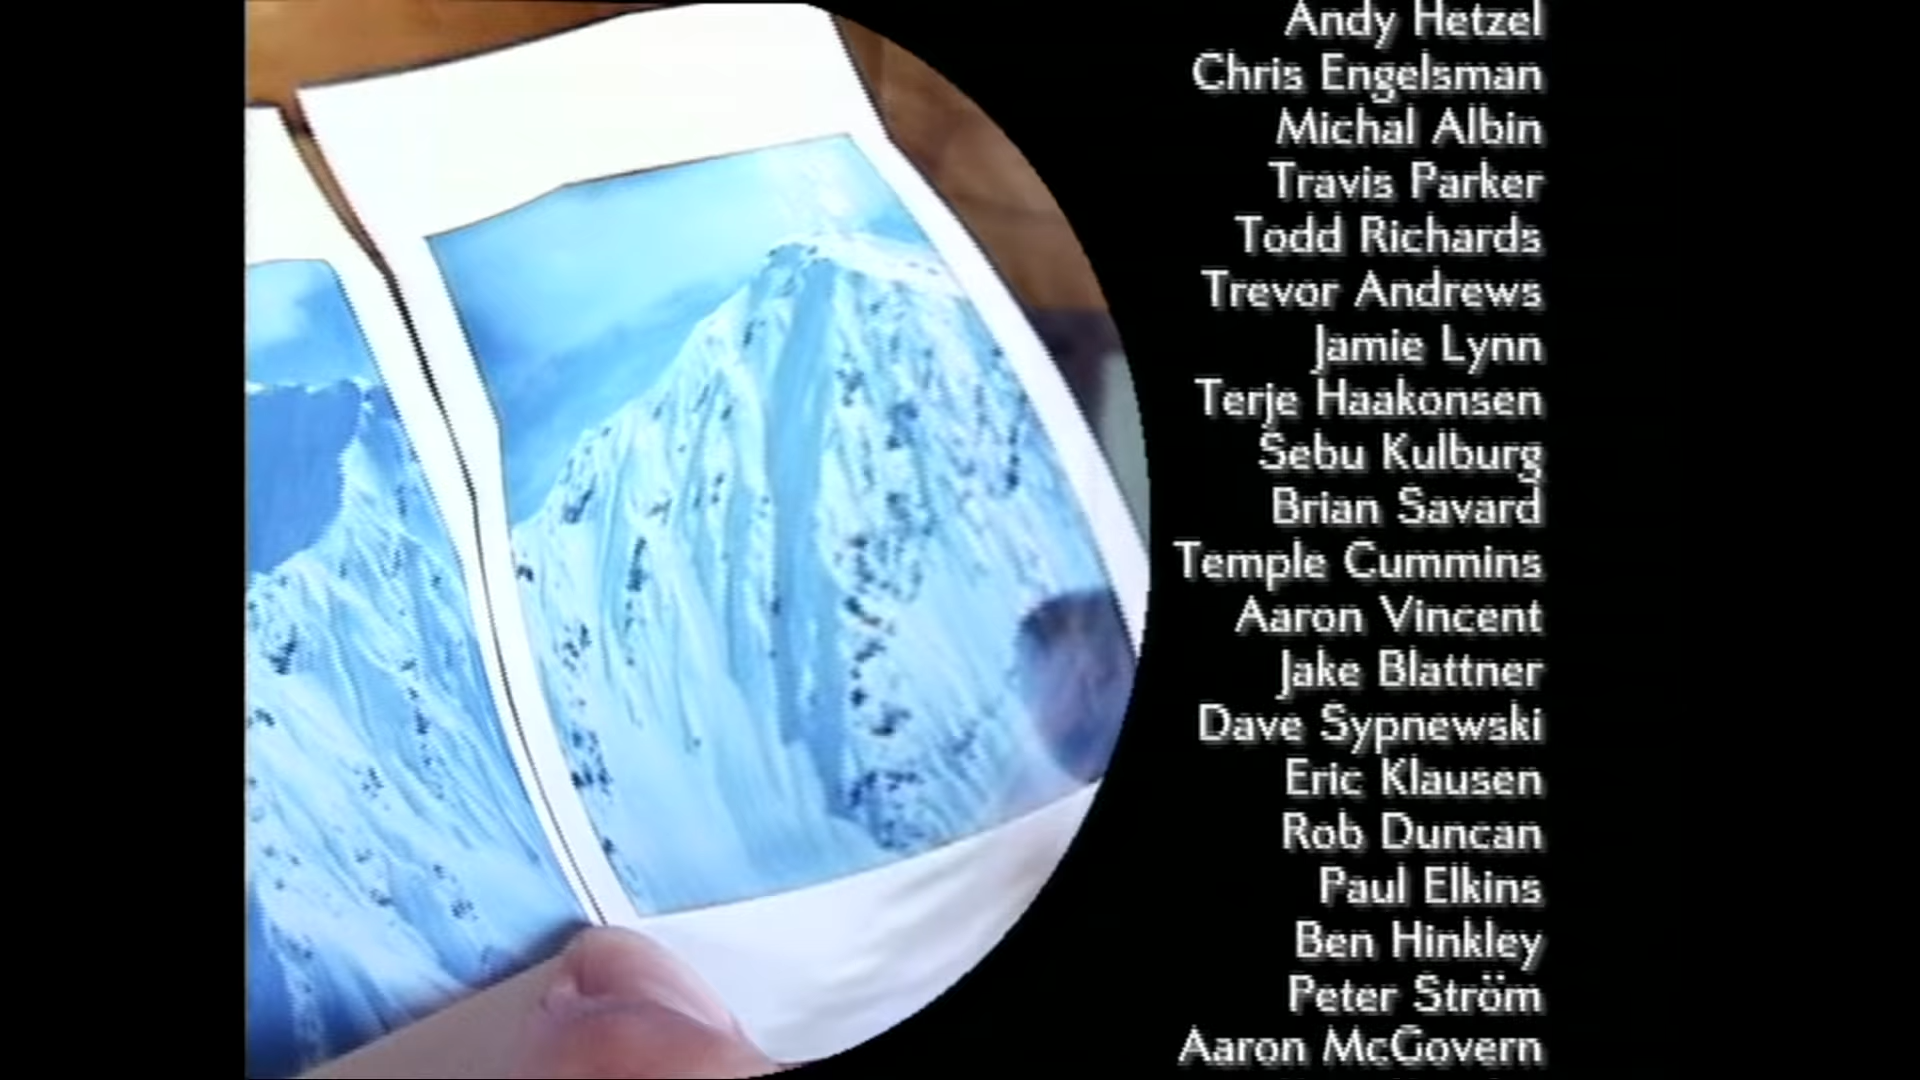 Andy Hetzel
Chris Engelsman
Michal Albin
Travis Parker
Todd Richards
Trevor Andrews
Jamie Lynn
Terje Haakonsen
Sebu Kulburg
Brian Savard
Temple Cummins
Aaron Vincent
Jake Blattner
Dave Sypnewski
Eric Klausen
Rob Duncan
Paul Elkins
Ben Hinkley
Peter Ström
Aaron McGovern